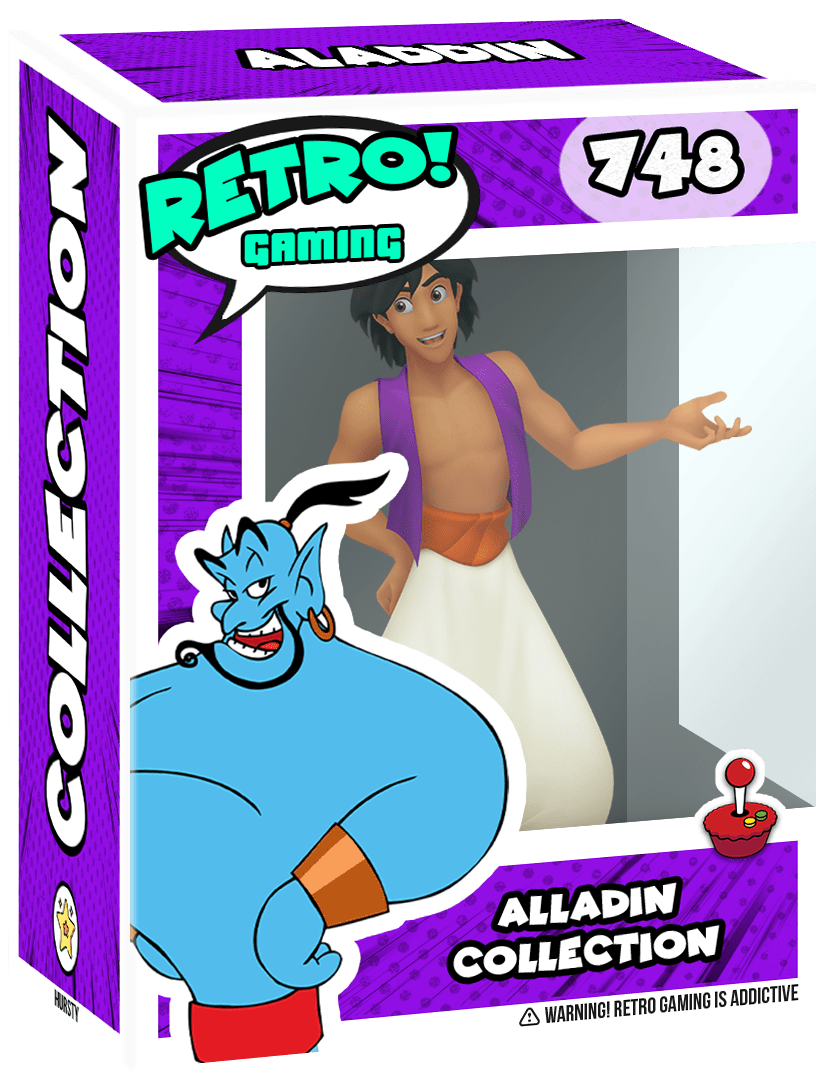 ALADDIN
RETRO!
GAMING
748
COLLECTION
HURSTY
ALLADIN
COLLECTION
WARNING! RETRO GAMING IS ADDICTIVE